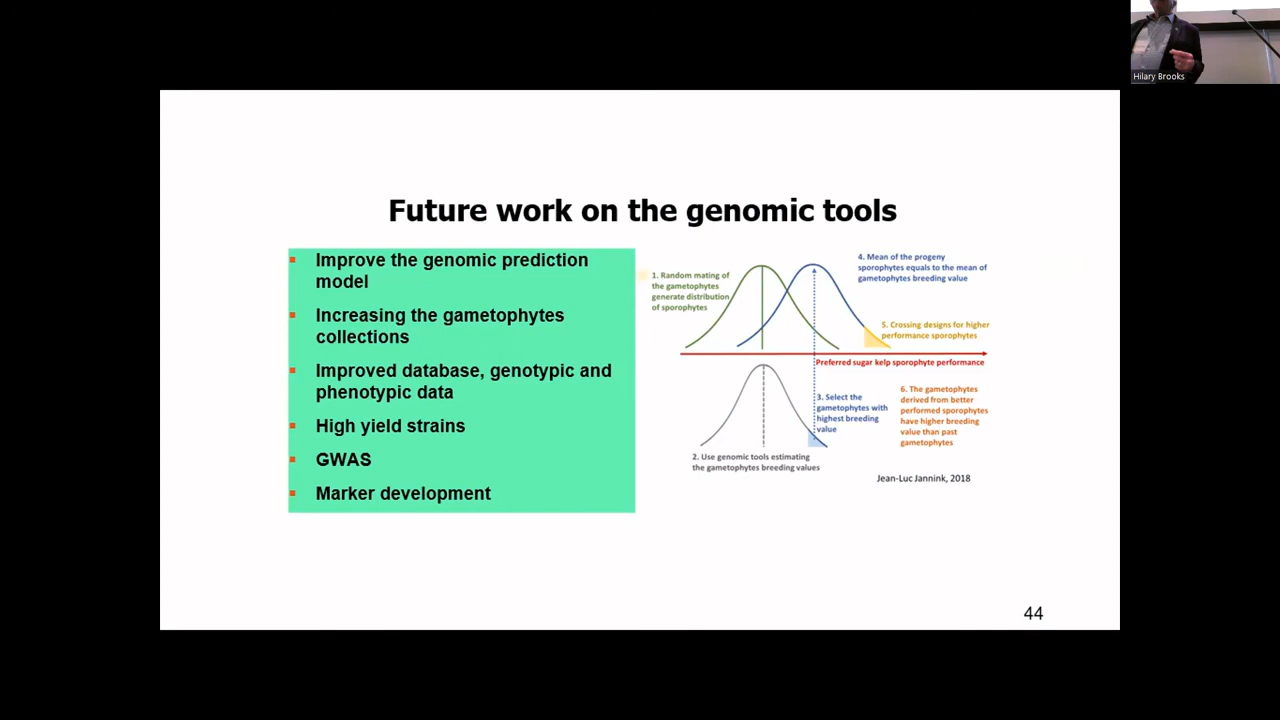 Hilary Brooks
Future work on the genomic tools
Improve the genomic prediction
model
Increasing the gametophytes
collections
Improved database, genotypic and
phenotypic data
High yield strains
GWAS
Marker development
1. Random mating of
the gametophytes
generate distribution
of sporophytes
4. Mean of the progeny
sporophytes equals to the mean of
gametophytes breeding value
5. Crossing designs for higher
performance sporophytes
Preferred sugar kelp sporophyte performance
3. Select the
gametophytes with
highest breeding
value
6. The gametophytes
derived from better
performed sporophytes
have higher breeding
value than past
gametophytes
2. Use genomic tools estimating
the gametophytes breeding values
Jean-Luc Jannink, 2018
44